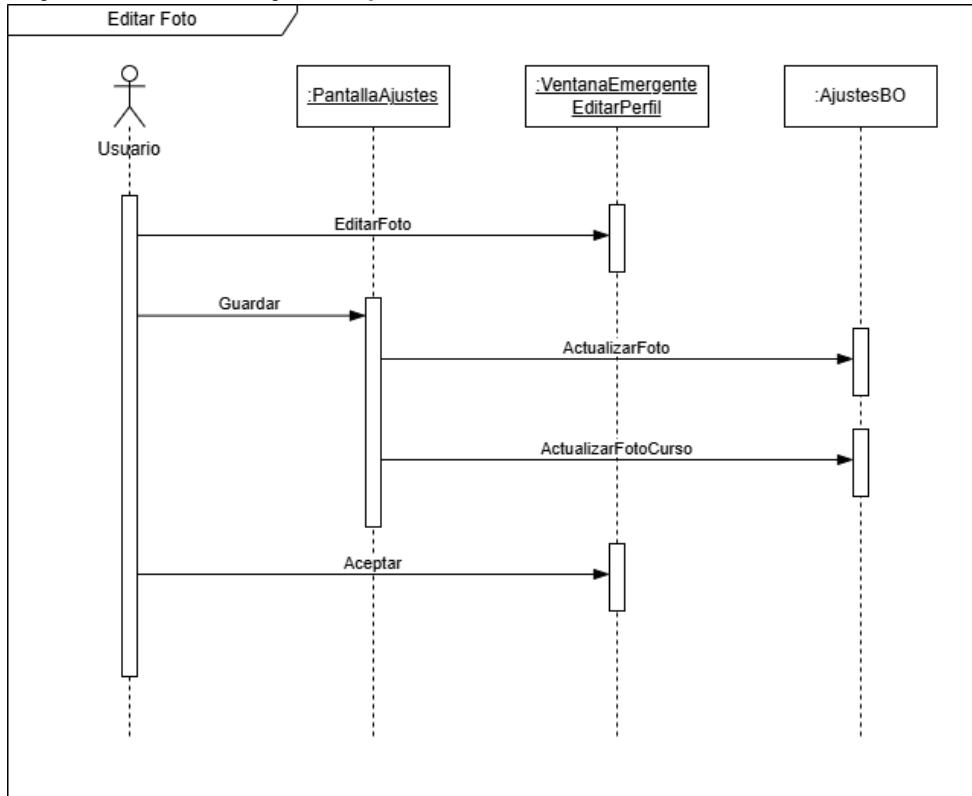 Editar Foto
Usuario
:PantallaAjustes
:VentanaEmergente
EditarPerfil
:AjustesBO
EditarFoto
Guardar
ActualizarFoto
ActualizarFotoCurso
Aceptar